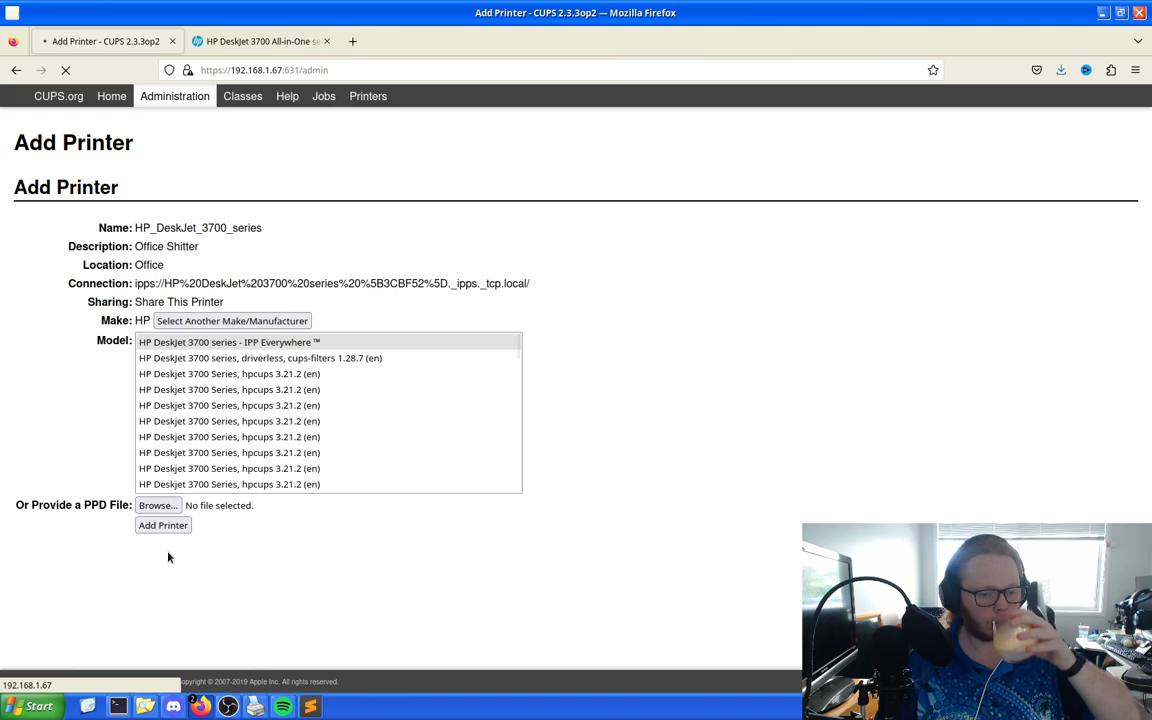 Add Printer - CUPS 2.3.3op2 — Mozilla Firefox
Add Printer - CUPS 2.3.3op2
HP DeskJet 3700 All-in-One se
https://192.168.1.67:631/admin
CUPS.org Home Administration Classes Help Jobs Printers
Add Printer
Add Printer
Name: HP_DeskJet_3700_series
Description: Office Shitter
Location: Office
Connection: ipps://HP%20DeskJet%203700%20series%20%5B3CBF52%5D._ipps._tcp.local/
Sharing: Share This Printer
Make: HP Select Another Make/Manufacturer
Model:
HP DeskJet 3700 series - IPP Everywhere ™
HP DeskJet 3700 series, driverless, cups-filters 1.28.7 (en)
HP Deskjet 3700 Series, hpcups 3.21.2 (en)
HP Deskjet 3700 Series, hpcups 3.21.2 (en)
HP Deskjet 3700 Series, hpcups 3.21.2 (en)
HP Deskjet 3700 Series, hpcups 3.21.2 (en)
HP Deskjet 3700 Series, hpcups 3.21.2 (en)
HP Deskjet 3700 Series, hpcups 3.21.2 (en)
HP Deskjet 3700 Series, hpcups 3.21.2 (en)
HP Deskjet 3700 Series, hpcups 3.21.2 (en)
Or Provide a PPD File: Browse... No file selected.
Add Printer
192.168.1.67
opyright © 2007-2019 Apple Inc. All rights reserved.
Start
2